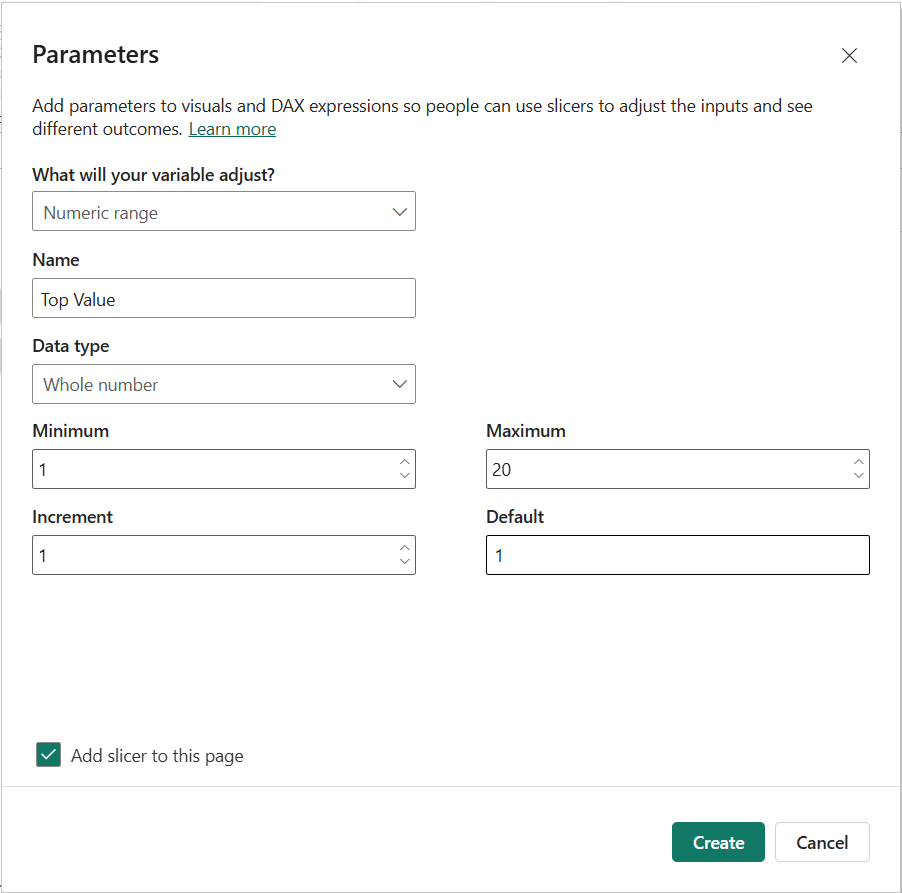 Parameters
Add parameters to visuals and DAX expressions so people can use slicers to adjust the inputs and see
different outcomes. Learn more
What will your variable adjust?
Numeric range
Name
Top Value
Data type
Whole number
Minimum
Maximum
1
20
Increment
Default
1
1
Add slicer to this page
Create
Cancel